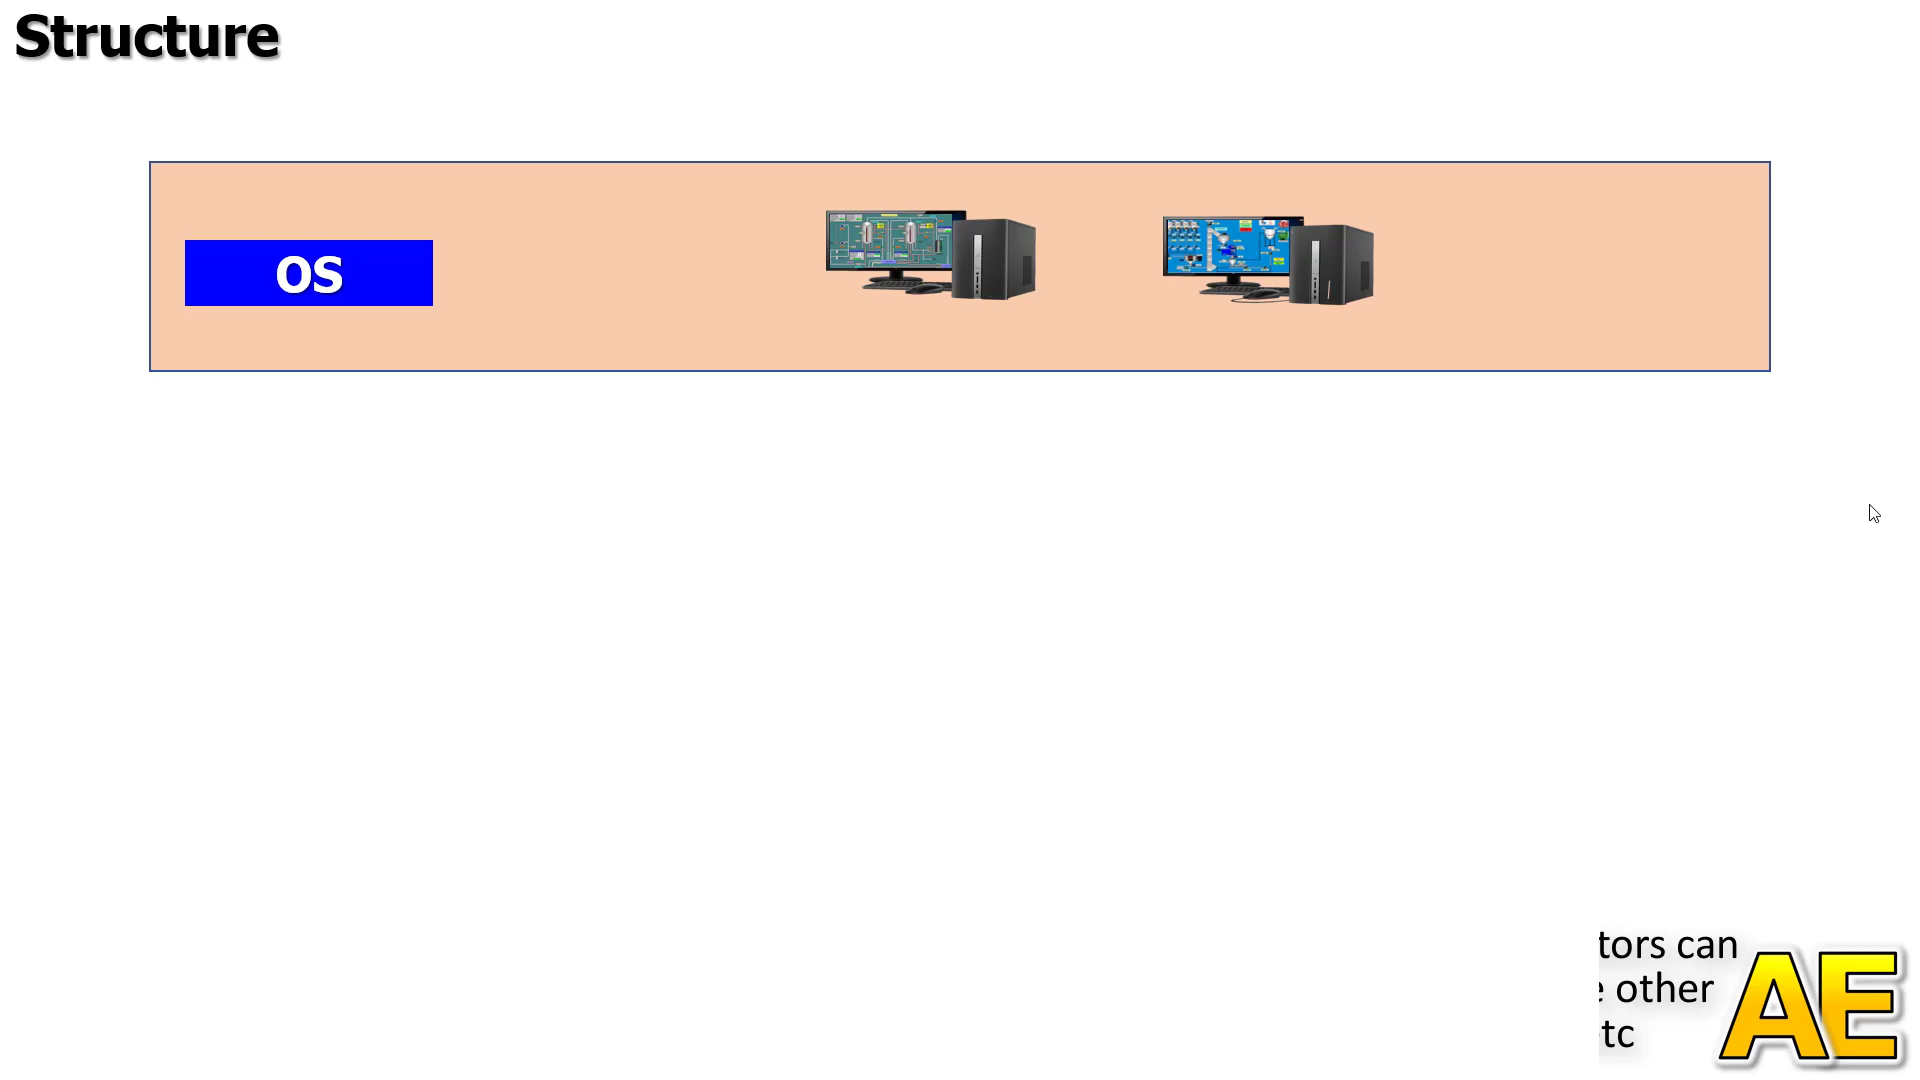 Structure
OS
tors can
other
tc
AE